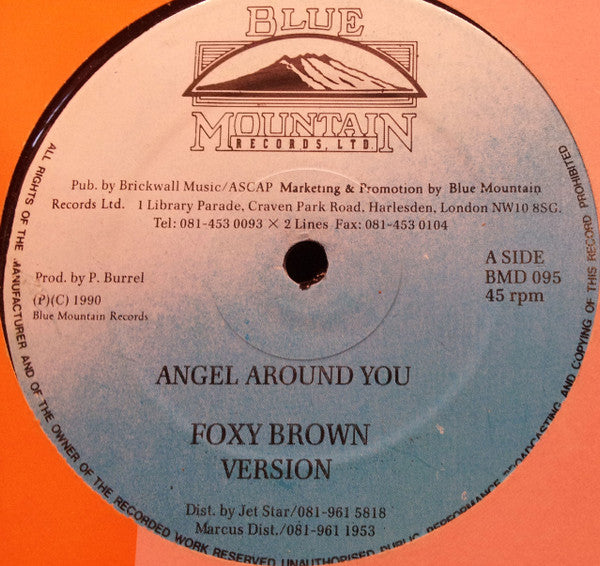 BLUE
MOUNTAIN
RECORDS, LTD.
Pub. by Brickwall Music/ASCAP Marketing & Promotion by Blue Mountain
Records Ltd. 1 Library Parade, Craven Park Road, Harlesden, London NW10 8SG.
Tel: 081-453 0093 × 2 Lines Fax: 081-453 0104
Prod. by P. Burrel
(P)(C) 1990
Blue Mountain Records
A SIDE
BMD 095
45 rpm
ANGEL AROUND YOU
FOXY BROWN
VERSION
Dist. by Jet Star/081-961 5818
Marcus Dist./081-961 1953
ALL RIGHTS OF THE MANUFACTURER AND OF THE OWNER OF THE RECORDED WORK RESERVED UNAUTHORISED PUBLIC PERFORMANCE BROADCASTING AND COPYING OF THIS RECORD PROHIBITED